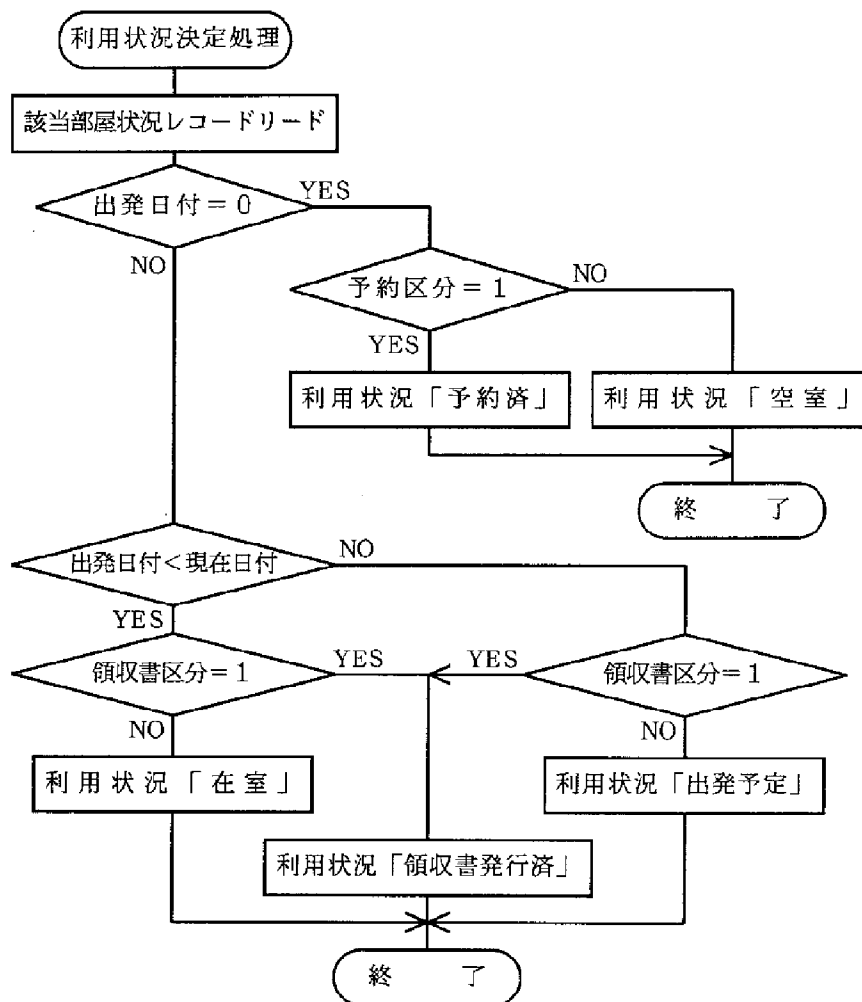 利用状況決定処理
該当部屋状況レコードリード
出発日付=0
YES
NO
予約区分=1
NO
YES
利用状況「予約済」
利用状況「空室」
終 了
出発日付<現在日付
NO
YES
領収書区分=1
YES
YES
領収書区分=1
NO
NO
利用状況「在室」
利用状況「出発予定」
利用状況「領収書発行済」
終 了